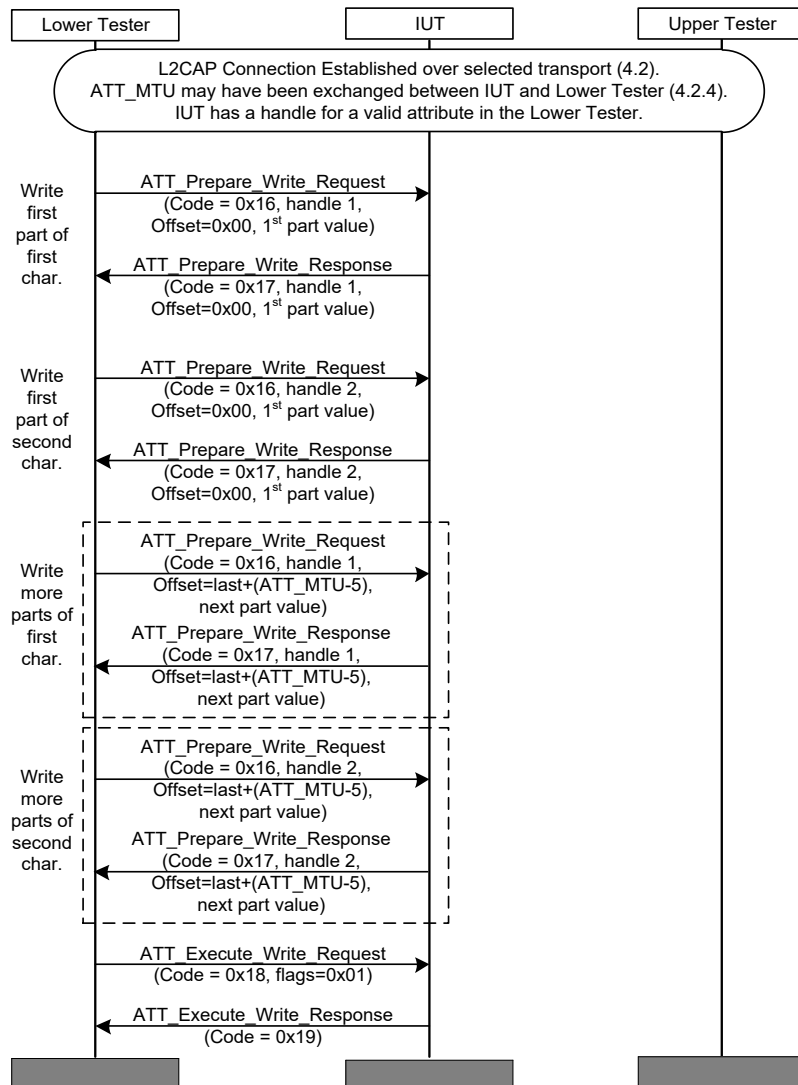 Lower Tester
IUT
Upper Tester
L2CAP Connection Established over selected transport (4.2).
ATT_MTU may have been exchanged between IUT and Lower Tester (4.2.4).
IUT has a handle for a valid attribute in the Lower Tester.
Write
first
part of
first
char.
ATT_Prepare_Write_Request
(Code = 0x16, handle 1,
Offset=0x00, 1st part value)
ATT_Prepare_Write_Response
(Code = 0x17, handle 1,
Offset=0x00, 1st part value)
Write
first
part of
second
char.
ATT_Prepare_Write_Request
(Code = 0x16, handle 2,
Offset=0x00, 1st part value)
ATT_Prepare_Write_Response
(Code = 0x17, handle 2,
Offset=0x00, 1st part value)
Write
more
parts of
first
char.
ATT_Prepare_Write_Request
(Code = 0x16, handle 1,
Offset=last+(ATT_MTU-5),
next part value)
ATT_Prepare_Write_Response
(Code = 0x17, handle 1,
Offset=last+(ATT_MTU-5),
next part value)
Write
more
parts of
second
char.
ATT_Prepare_Write_Request
(Code = 0x16, handle 2,
Offset=last+(ATT_MTU-5),
next part value)
ATT_Prepare_Write_Response
(Code = 0x17, handle 2,
Offset=last+(ATT_MTU-5),
next part value)
ATT_Execute_Write_Request
(Code = 0x18, flags=0x01)
ATT_Execute_Write_Response
(Code = 0x19)